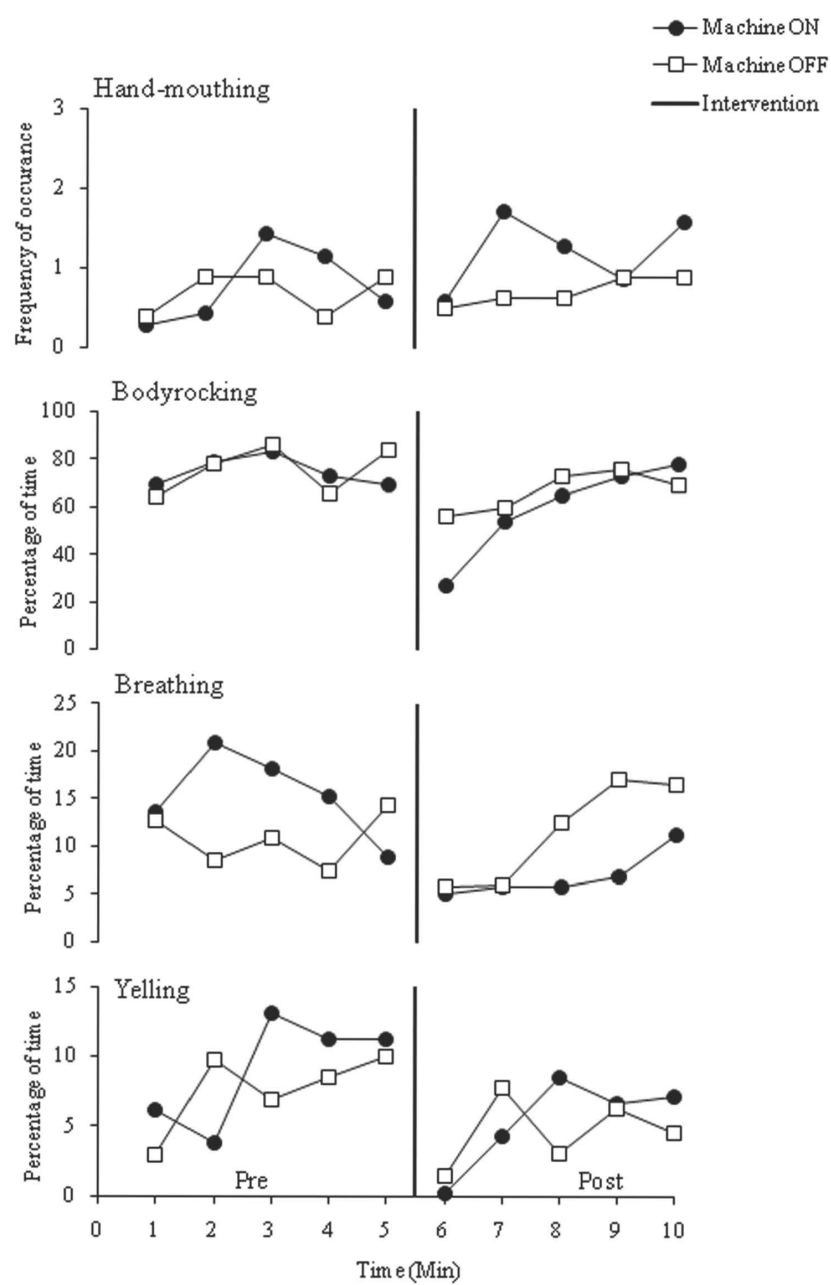 Machine ON
Machine OFF
Intervention
Hand-mouthing
3
2
1
0
Frequency of occurance
Bodyrocking
100
80
60
40
20
0
Percentage of time
Breathing
25
20
15
10
5
0
Percentage of time
Yelling
15
10
5
0
Percentage of time
Pre
Post
0 1 2 3 4 5 6 7 8 9 10
Time (Min)